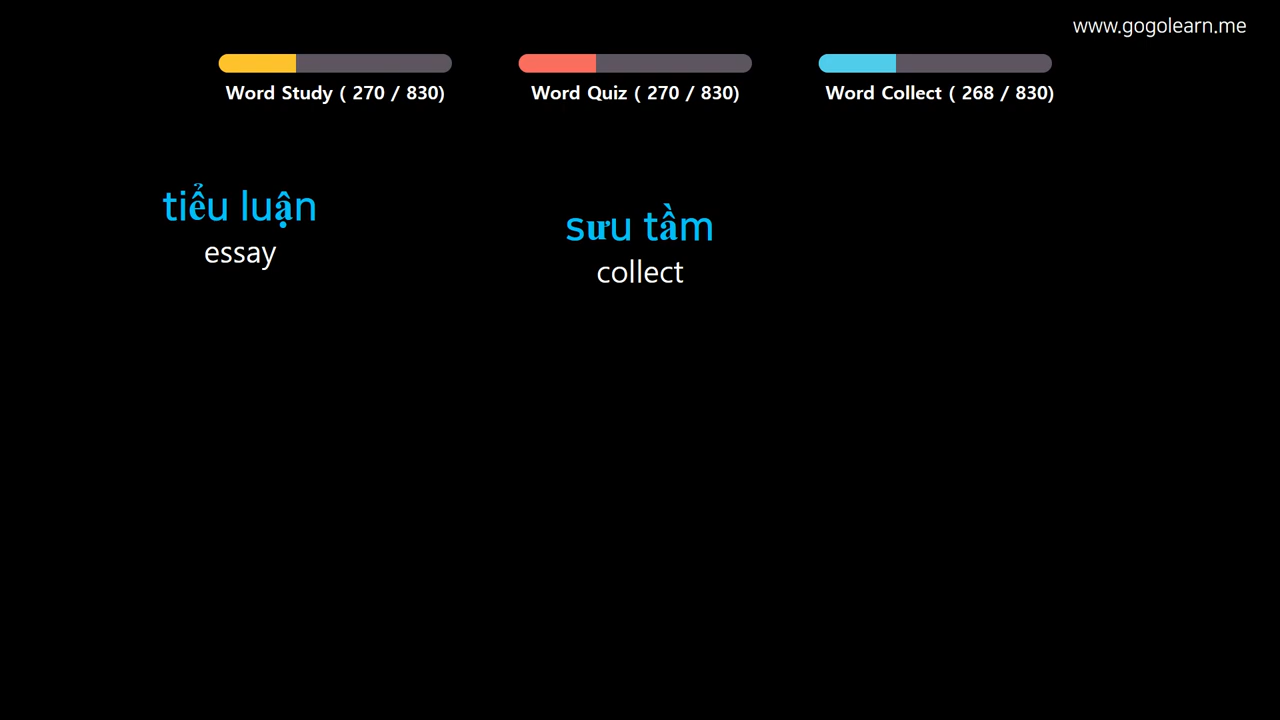 www.gogolearn.me
Word Study ( 270 / 830)
Word Quiz ( 270 / 830)
Word Collect ( 268 / 830)
tiểu luận
essay
sưu tầm
collect